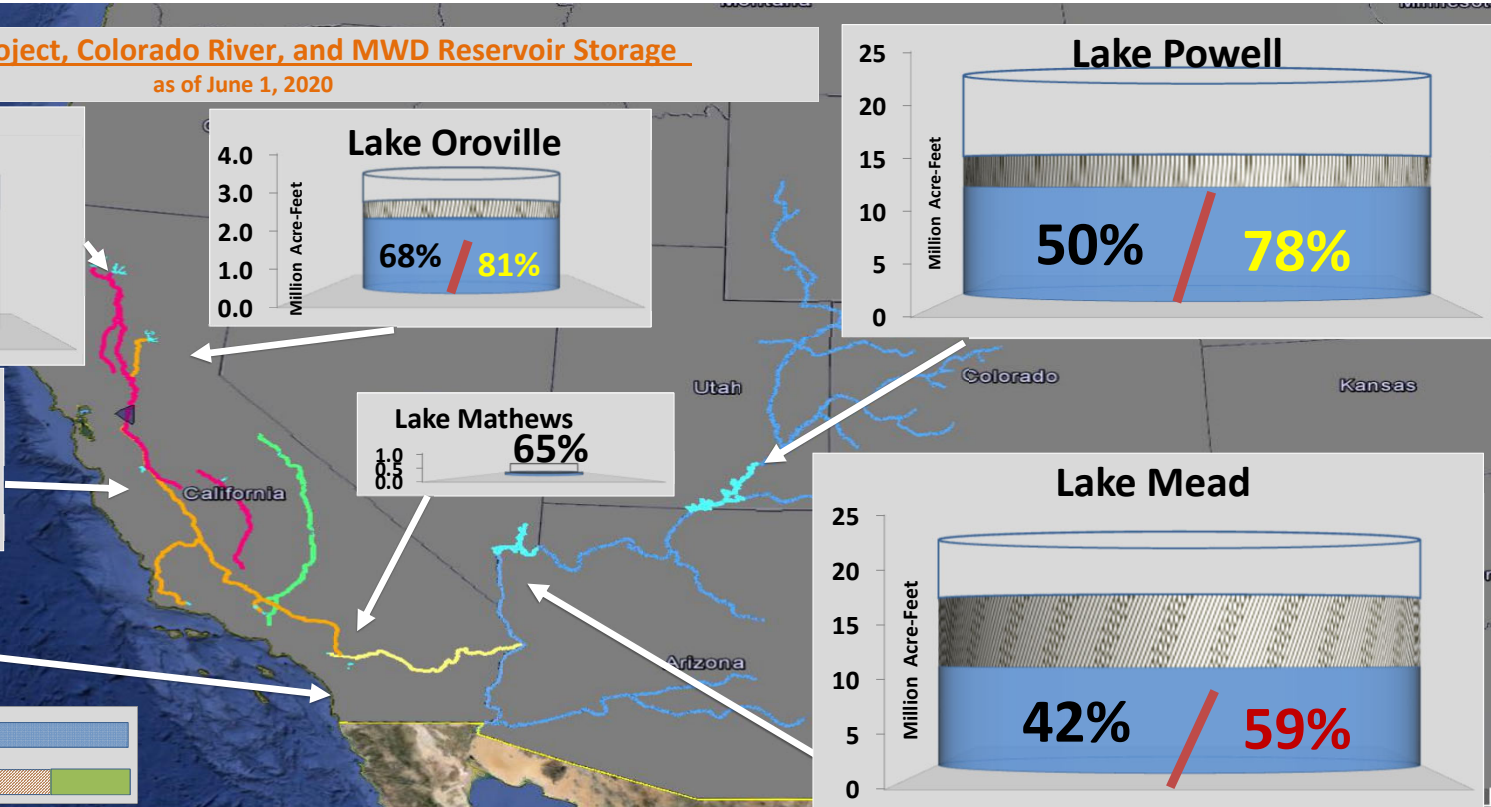 oject, Colorado River, and MWD Reservoir Storage
as of June 1, 2020
Lake Oroville
4.0
3.0
2.0
1.0
0.0
Million Acre-Feet
68%
81%
Lake Powell
25
20
15
10
5
0
Million Acre-Feet
50%
78%
Lake Mathews
1.0
0.5
0.0
65%
Utah
Colorado
Kansas
California
Arizona
Lake Mead
25
20
15
10
5
0
Million Acre-Feet
42%
59%